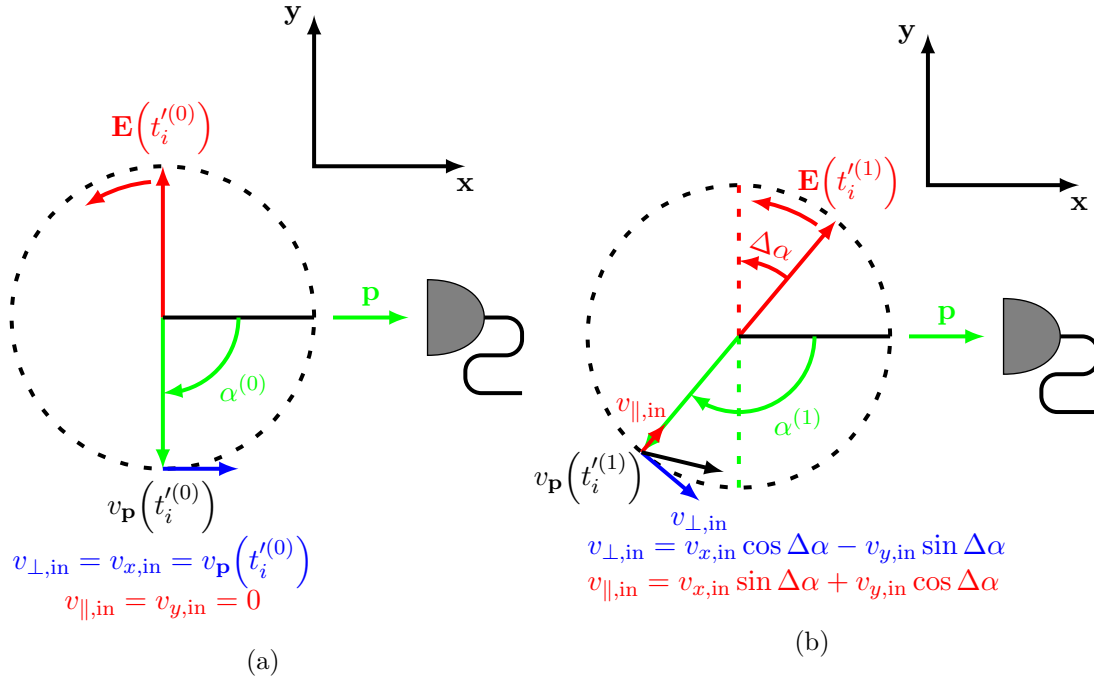 y
x
E(t_i'^{(0)})
p
α^{(0)}
v_p(t_i'^{(0)})
v_{⊥,in} = v_{x,in} = v_p(t_i'^{(0)})
v_{∥,in} = v_{y,in} = 0
(a)
y
x
E(t_i'^{(1)})
Δα
p
v_{∥,in}
α^{(1)}
v_p(t_i'^{(1)})
v_{⊥,in}
v_{⊥,in} = v_{x,in} cos Δα − v_{y,in} sin Δα
v_{∥,in} = v_{x,in} sin Δα + v_{y,in} cos Δα
(b)